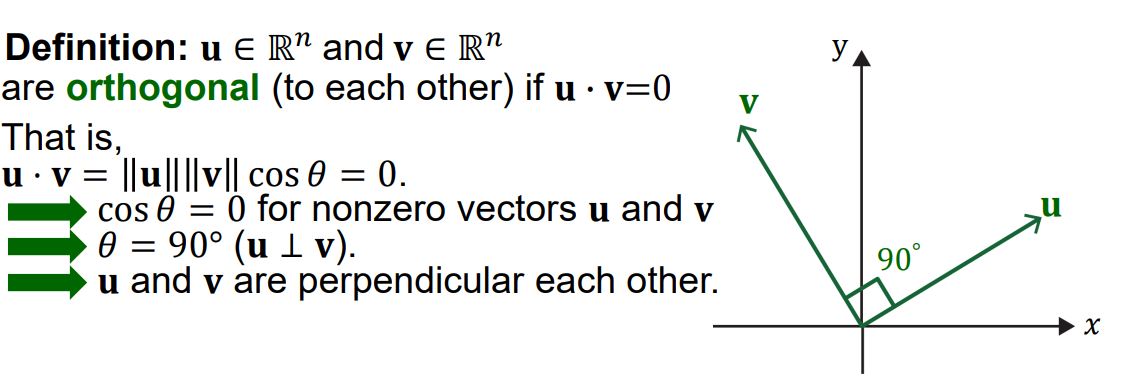 Definition: u ∈ ℝⁿ and v ∈ ℝⁿ
are orthogonal (to each other) if u · v=0
That is,
u · v = ‖u‖‖v‖ cos θ = 0.
cos θ = 0 for nonzero vectors u and v
θ = 90° (u ⊥ v).
u and v are perpendicular each other.
y
v
u
90°
x